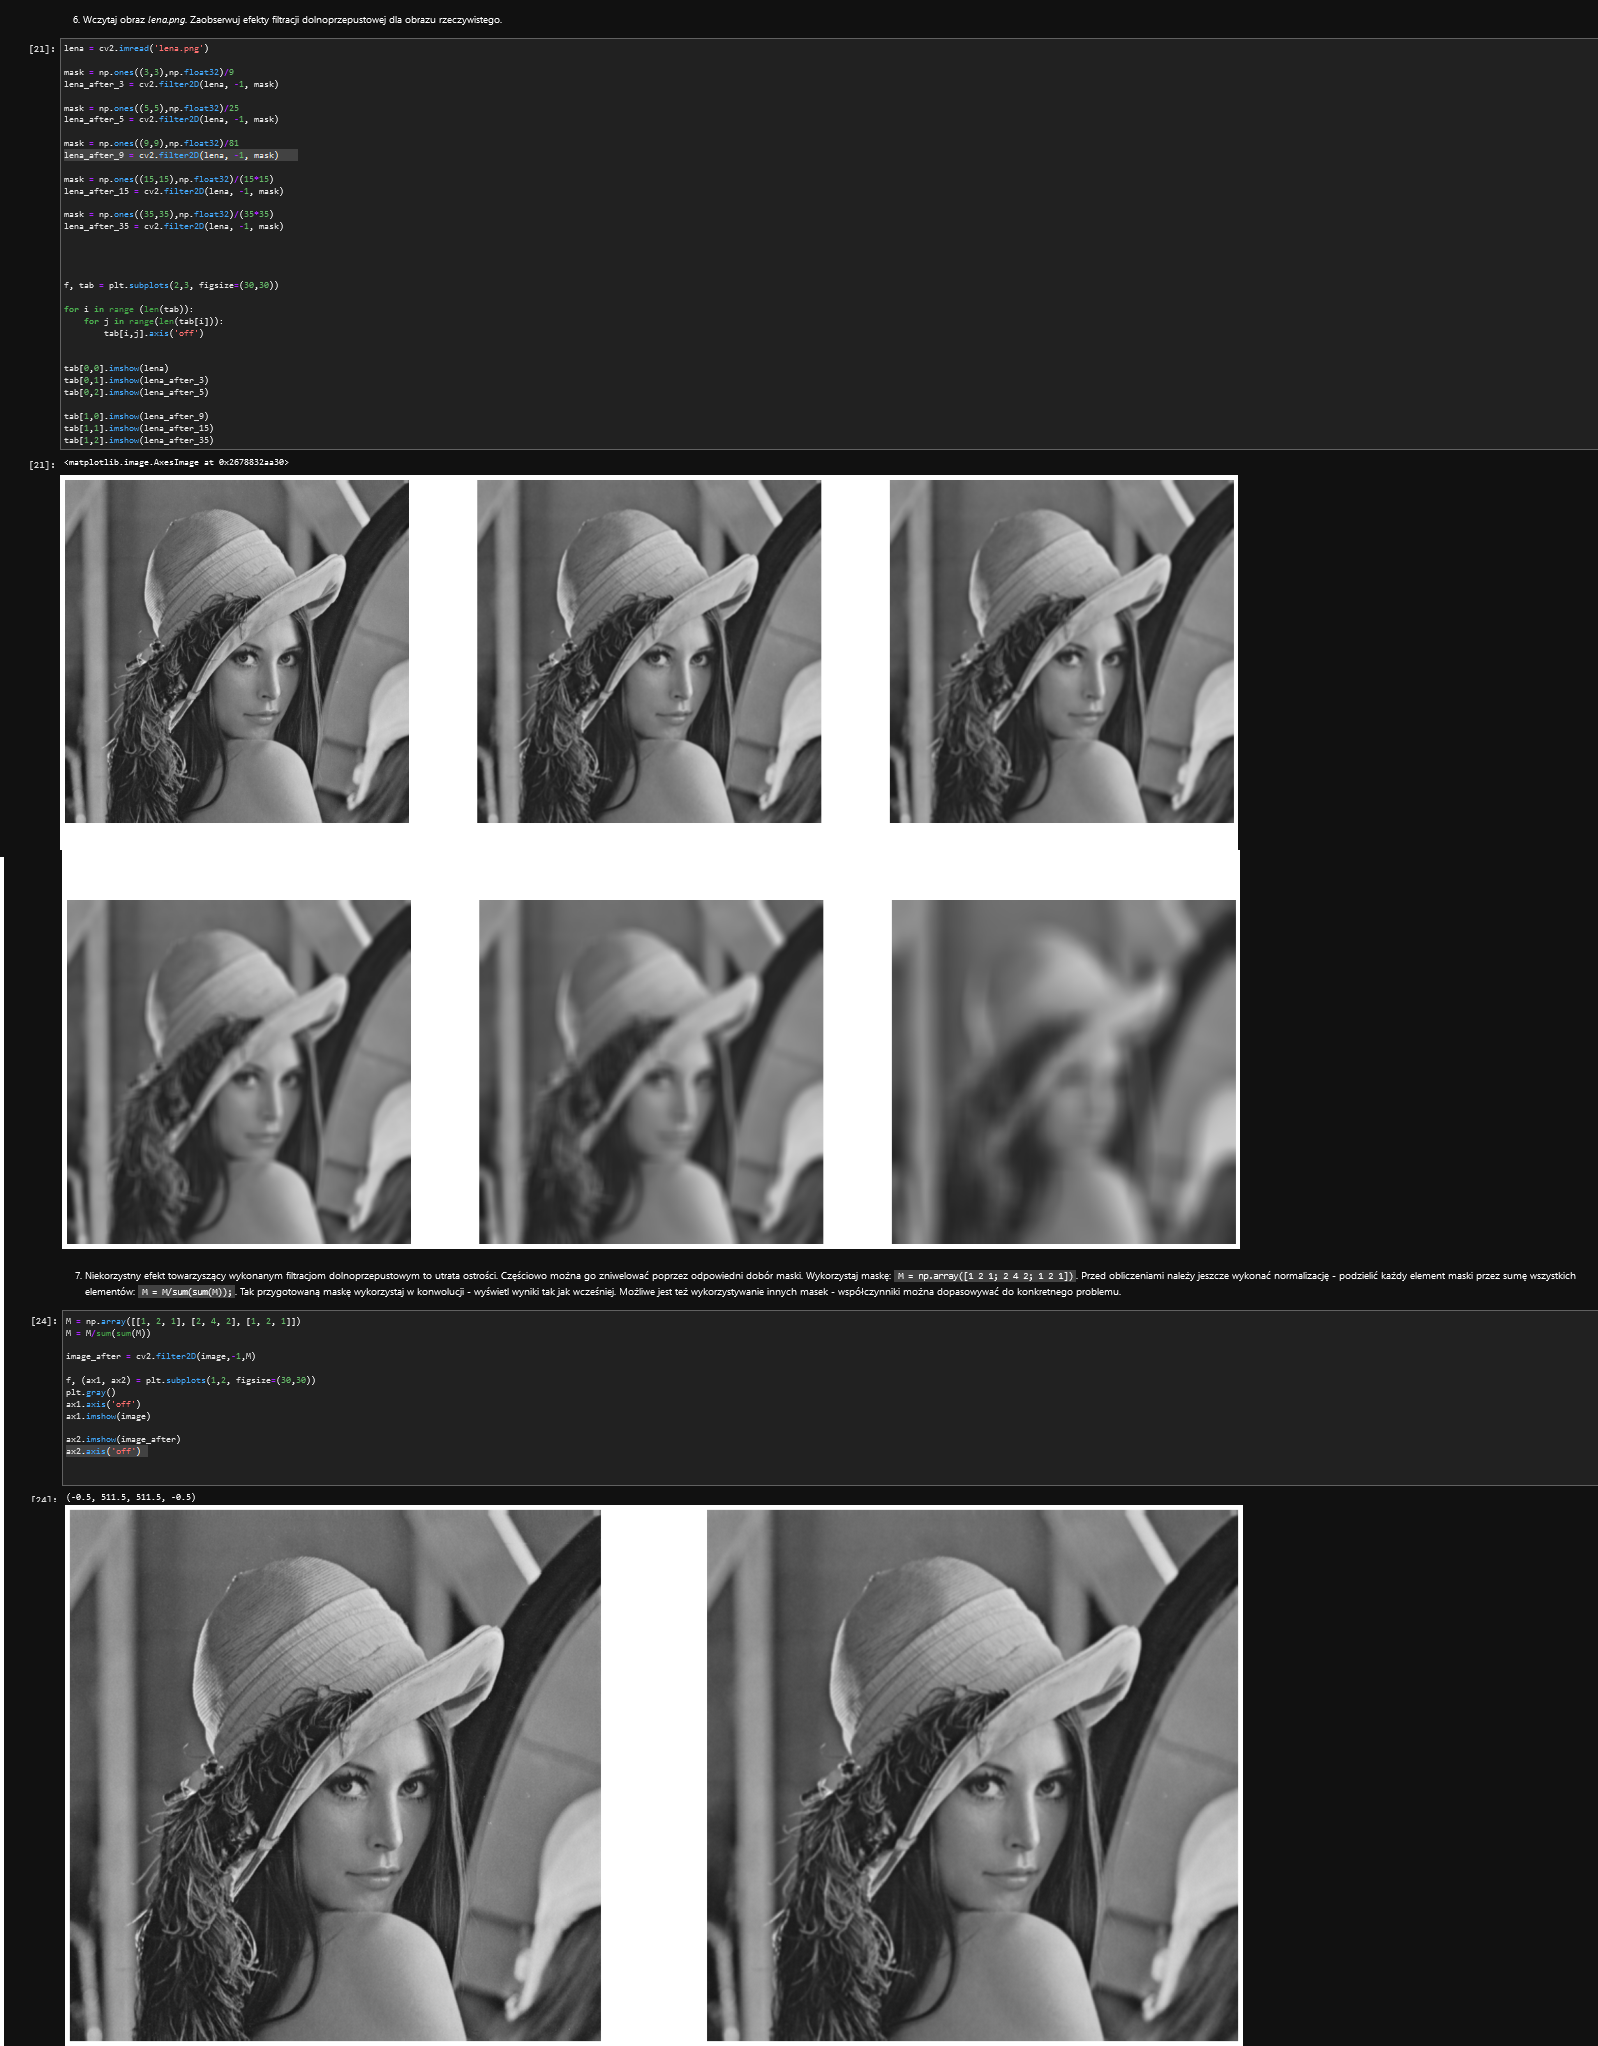 6. Wczytaj obraz lena.png. Zaobserwuj efekty filtracji dolnoprzepustowej dla obrazu rzeczywistego.
[21]: lena = cv2.imread('lena.png')
mask = np.ones((3,3),np.float32)/9
lena_after_3 = cv2.filter2D(lena, -1, mask)
mask = np.ones((5,5),np.float32)/25
lena_after_5 = cv2.filter2D(lena, -1, mask)
mask = np.ones((9,9),np.float32)/81
lena_after_9 = cv2.filter2D(lena, -1, mask)
mask = np.ones((15,15),np.float32)/(15*15)
lena_after_15 = cv2.filter2D(lena, -1, mask)
mask = np.ones((35,35),np.float32)/(35*35)
lena_after_35 = cv2.filter2D(lena, -1, mask)
f, tab = plt.subplots(2,3, figsize=(30,30))
for i in range (len(tab)):
    for j in range(len(tab[i])):
        tab[i,j].axis('off')
tab[0,0].imshow(lena)
tab[0,1].imshow(lena_after_3)
tab[0,2].imshow(lena_after_5)
tab[1,0].imshow(lena_after_9)
tab[1,1].imshow(lena_after_15)
tab[1,2].imshow(lena_after_35)
[21]: <matplotlib.image.AxesImage at 0x2678832aa30>
7. Niekorzystny efekt towarzyszący wykonanym filtracjom dolnoprzepustowym to utrata ostrości. Częściowo można go zniwelować poprzez odpowiedni dobór maski. Wykorzystaj maskę: M = np.array([1 2 1; 2 4 2; 1 2 1]) . Przed obliczeniami należy jeszcze wykonać normalizację - podzielić każdy element maski przez sumę wszystkich
elementów: M = M/sum(sum(M)); . Tak przygotowaną maskę wykorzystaj w konwolucji - wyświetl wyniki tak jak wcześniej. Możliwe jest też wykorzystywanie innych masek - współczynniki można dopasowywać do konkretnego problemu.
[24]: M = np.array([[1, 2, 1], [2, 4, 2], [1, 2, 1]])
M = M/sum(sum(M))
image_after = cv2.filter2D(image,-1,M)
f, (ax1, ax2) = plt.subplots(1,2, figsize=(30,30))
plt.gray()
ax1.axis('off')
ax1.imshow(image)
ax2.imshow(image_after)
ax2.axis('off')
[24]: (-0.5, 511.5, 511.5, -0.5)